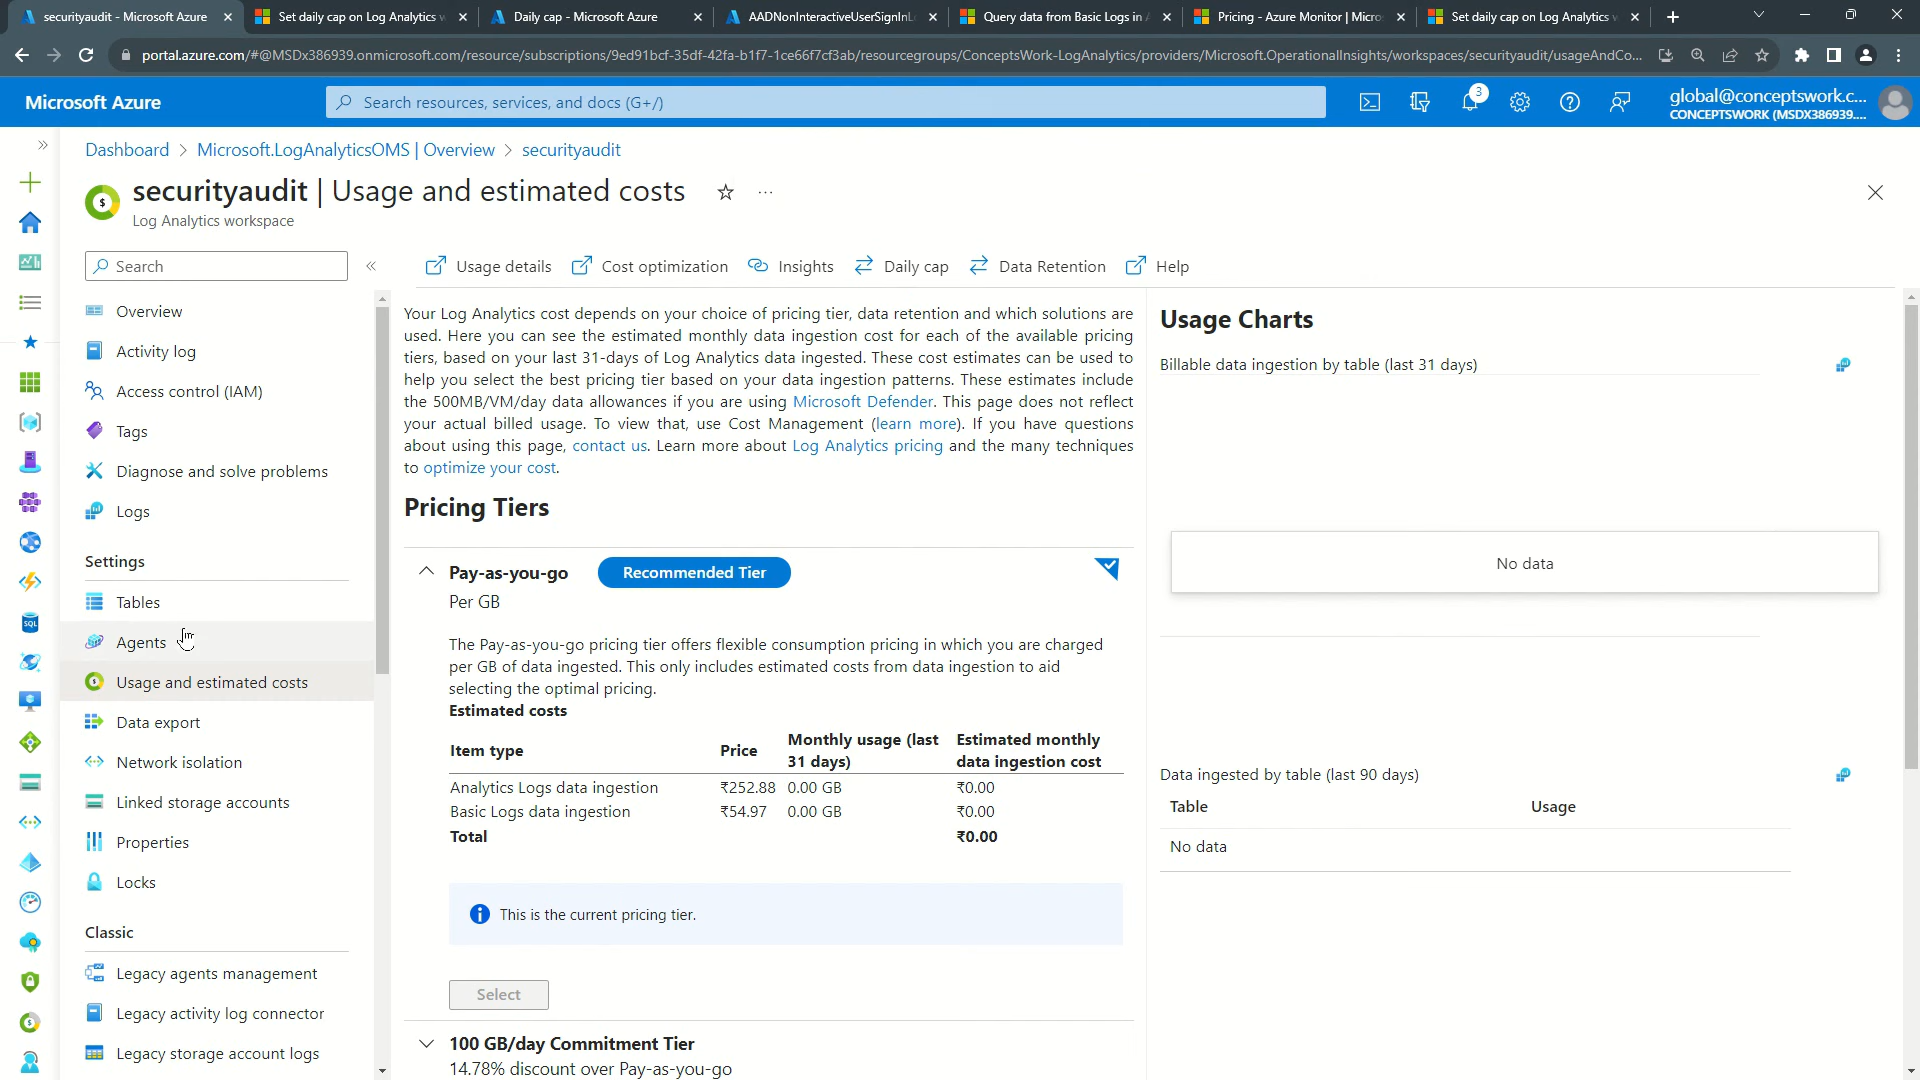 securityaudit - Microsoft Azure
Set daily cap on Log Analytics
Daily cap - Microsoft Azure
AADNonInteractiveUserSignInL
Query data from Basic Logs in
Pricing - Azure Monitor | Micro
Set daily cap on Log Analytics
portal.azure.com/#@MSDx386939.onmicrosoft.com/resource/subscriptions/9ed91bcf-35df-42fa-b1f7-1ce66f7cf3ab/resourcegroups/ConceptsWork-LogAnalytics/providers/Microsoft.OperationalInsights/workspaces/securityaudit/usageAndCo...
Microsoft Azure
Search resources, services, and docs (G+/)
3
global@conceptswork.c...
CONCEPTSWORK (MSDX386939....
Dashboard > Microsoft.LogAnalyticsOMS | Overview > securityaudit
securityaudit | Usage and estimated costs
Log Analytics workspace
Search
Overview
Activity log
Access control (IAM)
Tags
Diagnose and solve problems
Logs
Settings
Tables
Agents
Usage and estimated costs
Data export
Network isolation
Linked storage accounts
Properties
Locks
Classic
Legacy agents management
Legacy activity log connector
Legacy storage account logs
SQL
Usage details
Cost optimization
Insights
Daily cap
Data Retention
Help
Your Log Analytics cost depends on your choice of pricing tier, data retention and which solutions are
used. Here you can see the estimated monthly data ingestion cost for each of the available pricing
tiers, based on your last 31-days of Log Analytics data ingested. These cost estimates can be used to
help you select the best pricing tier based on your data ingestion patterns. These estimates include
the 500MB/VM/day data allowances if you are using Microsoft Defender. This page does not reflect
your actual billed usage. To view that, use Cost Management (learn more). If you have questions
about using this page, contact us. Learn more about Log Analytics pricing and the many techniques
to optimize your cost.
Pricing Tiers
Pay-as-you-go
Recommended Tier
Per GB
The Pay-as-you-go pricing tier offers flexible consumption pricing in which you are charged
per GB of data ingested. This only includes estimated costs from data ingestion to aid
selecting the optimal pricing.
Estimated costs
Item type Price Monthly usage (last 31 days) Estimated monthly data ingestion cost
Analytics Logs data ingestion ₹252.88 0.00 GB ₹0.00
Basic Logs data ingestion ₹54.97 0.00 GB ₹0.00
Total ₹0.00
This is the current pricing tier.
Select
100 GB/day Commitment Tier
14.78% discount over Pay-as-you-go
Usage Charts
Billable data ingestion by table (last 31 days)
No data
Data ingested by table (last 90 days)
Table Usage
No data